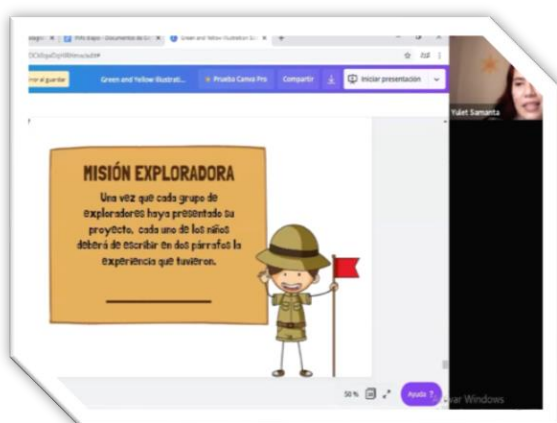 Green and Yellow Illustrati...
Prueba Canva Pro
Compartir
Iniciar presentación
Yulet Samanta
MISIÓN EXPLORADORA
Una vez que cada grupo de
exploradores haya presentado su
proyecto, cada uno de los niños
deberá de escribir en dos párrafos la
experiencia que tuvieron.
50 %
Ayuda ?
var Windows